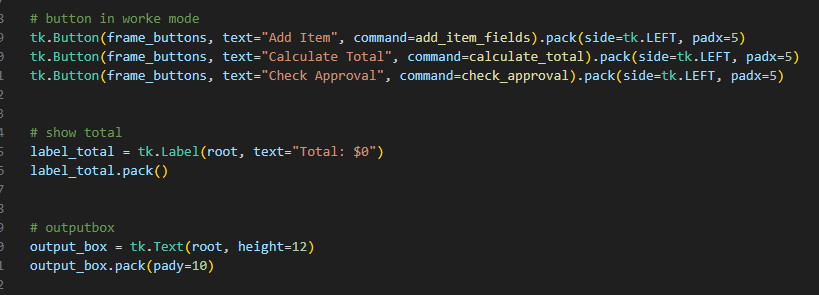 # button in worke mode
tk.Button(frame_buttons, text="Add Item", command=add_item_fields).pack(side=tk.LEFT, padx=5)
tk.Button(frame_buttons, text="Calculate Total", command=calculate_total).pack(side=tk.LEFT, padx=5)
tk.Button(frame_buttons, text="Check Approval", command=check_approval).pack(side=tk.LEFT, padx=5)
# show total
label_total = tk.Label(root, text="Total: $0")
label_total.pack()
# outputbox
output_box = tk.Text(root, height=12)
output_box.pack(pady=10)